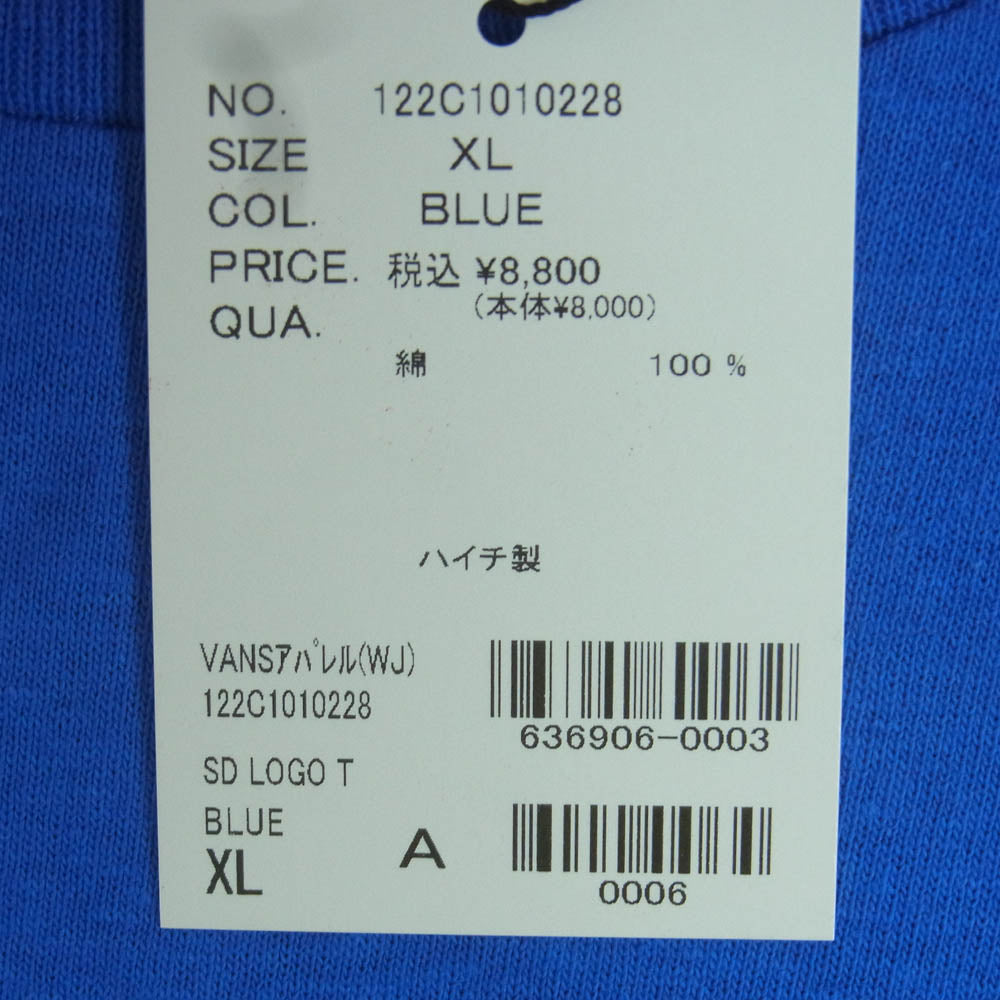 NO. 122C1010228
SIZE XL
COL. BLUE
PRICE. 税込 ¥8,800
(本体¥8,000)
QUA.
綿 100 %
ハイチ製
VANSｱﾊﾟﾚﾙ(WJ)
122C1010228
636906-0003
SD LOGO T
BLUE
XL
A
0006